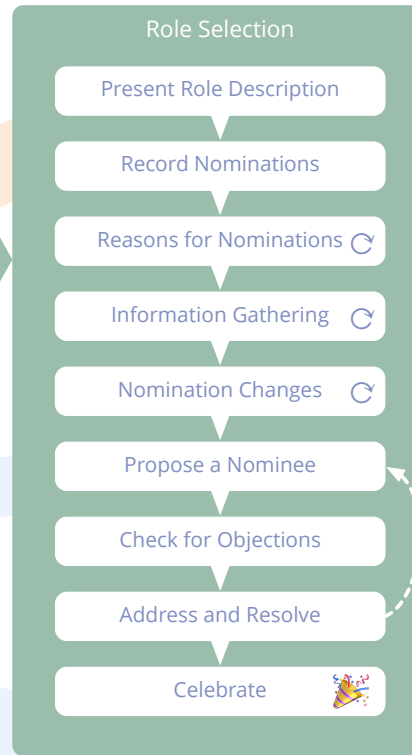 Role Selection
Present Role Description
Record Nominations
Reasons for Nominations
Information Gathering
Nomination Changes
Propose a Nominee
Check for Objections
Address and Resolve
Celebrate